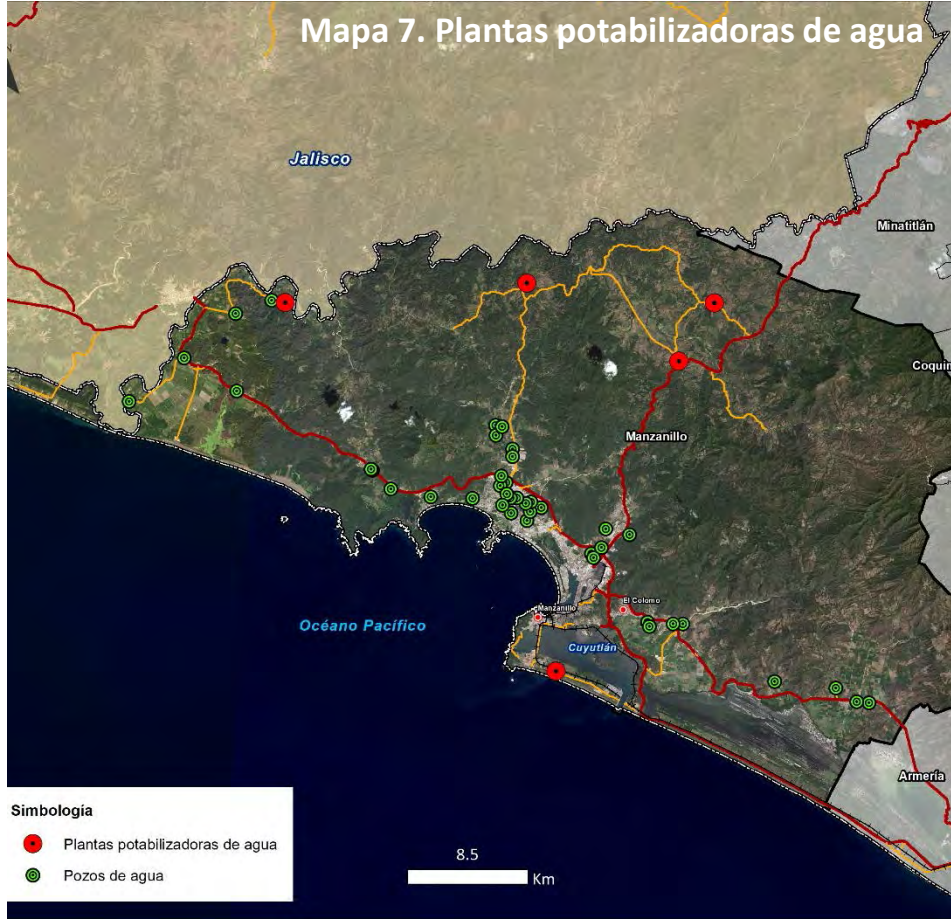 Mapa 7. Plantas potabilizadoras de agua
Jalisco
Minatitlán
Coquim
Manzanillo
Manzanillo
El Colomo
Océano Pacífico
Cuyutlán
Armería
Simbología
Plantas potabilizadoras de agua
Pozos de agua
8.5
Km